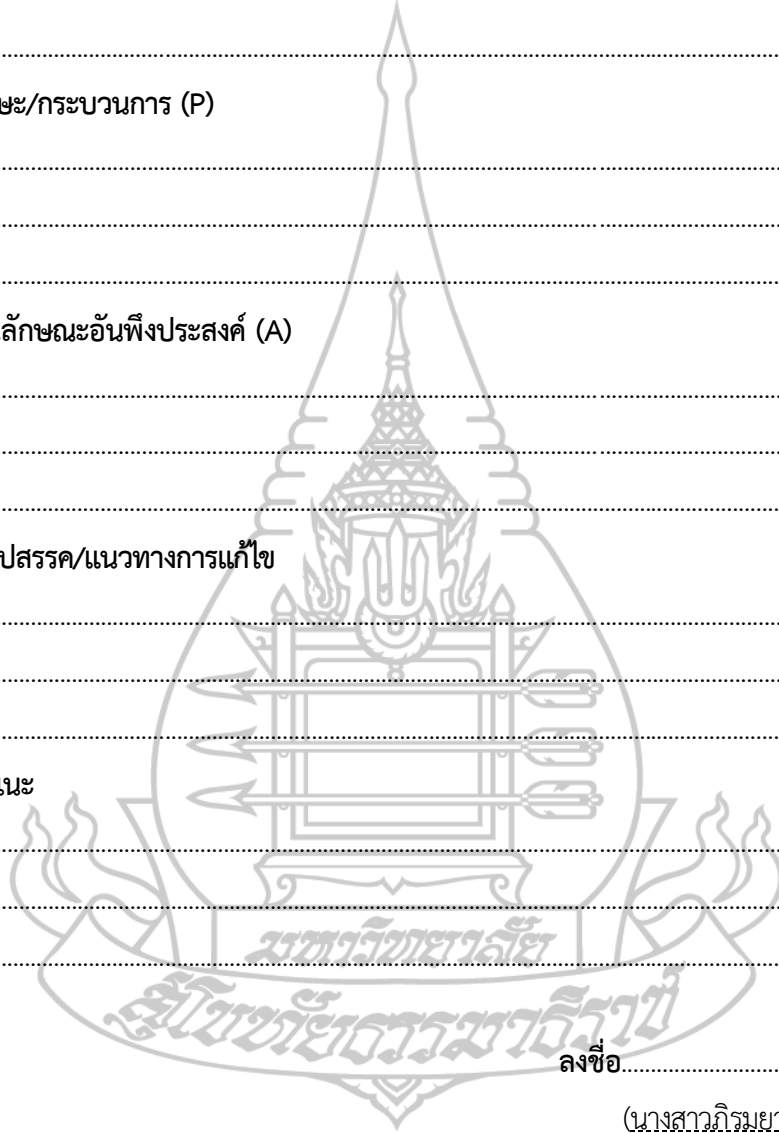 ................................................................................
ษะ/กระบวนการ (P)
................................................................................
................................................................................
................................................................................
ลักษณะอันพึงประสงค์ (A)
................................................................................
................................................................................
................................................................................
ปสรรค/แนวทางการแก้ไข
................................................................................
................................................................................
................................................................................
นะ
................................................................................
................................................................................
มหาวิทยาลัย
................................................................................
สุโขทัยธรรมาธิราช
ลงชื่อ..........................
(นางสาวภิรมยา